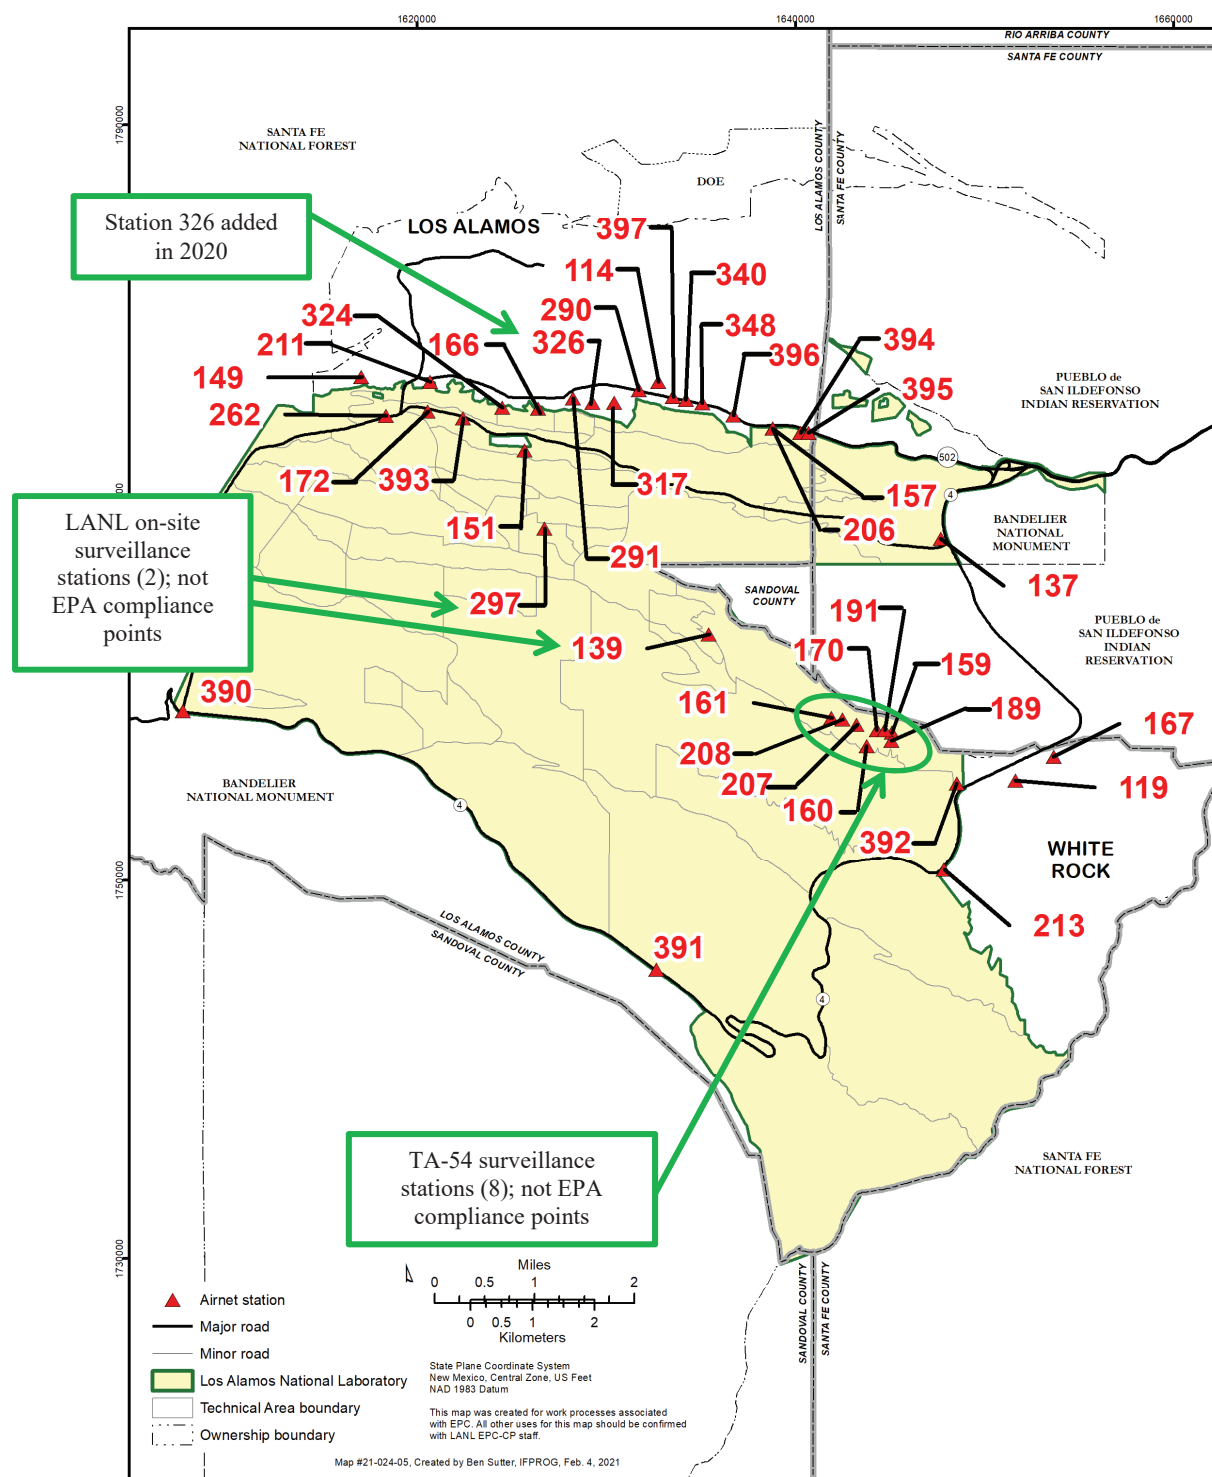 1620000
1640000
1660000
RIO ARRIBA COUNTY
SANTA FE COUNTY
1790000
SANTA FE
NATIONAL FOREST
LOS ALAMOS COUNTY
SANTA FE COUNTY
DOE
Station 326 added
in 2020
LOS ALAMOS
397
114
340
290
324
348
166
326
211
394
396
149
395
PUEBLO de
SAN ILDEFONSO
INDIAN RESERVATION
262
502
172
393
317
157
4
LANL on-site
surveillance
stations (2); not
EPA compliance
points
151
206
BANDELIER
NATIONAL
MONUMENT
291
137
SANDOVAL
COUNTY
297
191
PUEBLO de
SAN ILDEFONSO
INDIAN
RESERVATION
139
170
159
390
161
189
167
208
BANDELIER
NATIONAL MONUMENT
207
119
4
160
392
WHITE
ROCK
1750000
LOS ALAMOS COUNTY
SANDOVAL COUNTY
213
391
4
TA-54 surveillance
stations (8); not EPA
compliance points
SANTA FE
NATIONAL FOREST
1730000
SANDOVAL COUNTY
SANTA FE COUNTY
Miles
0 0.5 1 2
0 0.5 1 2
Kilometers
Airnet station
Major road
Minor road
Los Alamos National Laboratory
Technical Area boundary
Ownership boundary
State Plane Coordinate System
New Mexico, Central Zone, US Feet
NAD 1983 Datum
This map was created for work processes associated
with EPC. All other uses for this map should be confirmed
with LANL EPC-CP staff.
Map #21-024-05, Created by Ben Sutter, IFPROG, Feb. 4, 2021